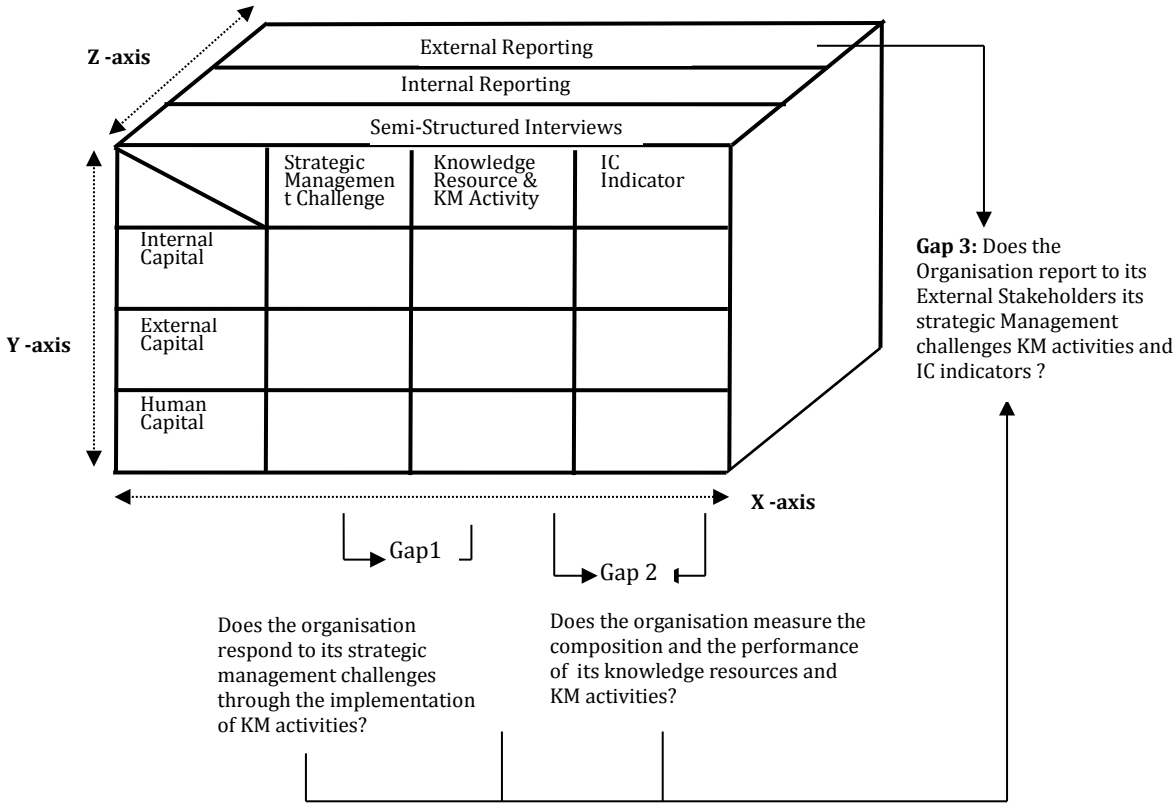 Z -axis
External Reporting
Internal Reporting
Semi-Structured Interviews
Strategic
Managemen
t Challenge
Knowledge
Resource &
KM Activity
IC
Indicator
Internal
Capital
External
Capital
Human
Capital
Y -axis
X -axis
Gap 3: Does the
Organisation report to its
External Stakeholders its
strategic Management
challenges KM activities and
IC indicators ?
Gap1
Gap 2
Does the organisation
respond to its strategic
management challenges
through the implementation
of KM activities?
Does the organisation measure the
composition and the performance
of its knowledge resources and
KM activities?